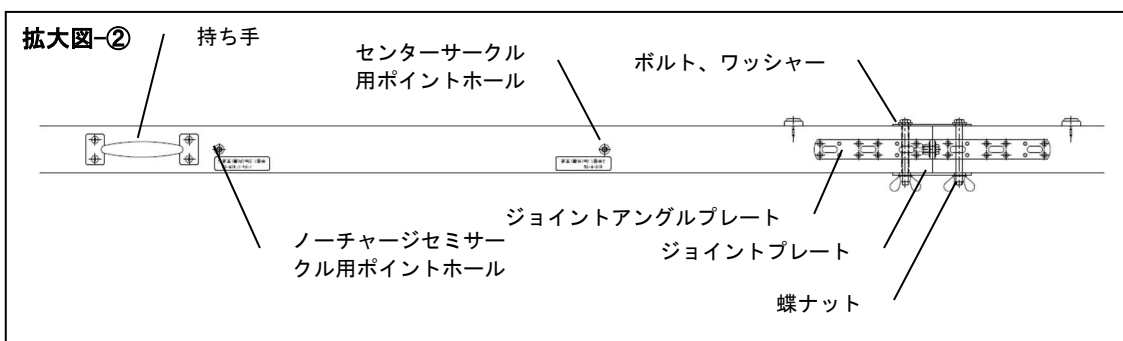 拡大図-②
持ち手
センターサークル
用ポイントホール
ボルト、ワッシャー
ジョイントアングルプレート
ノーチャージセミサー
クル用ポイントホール
ジョイントプレート
蝶ナット